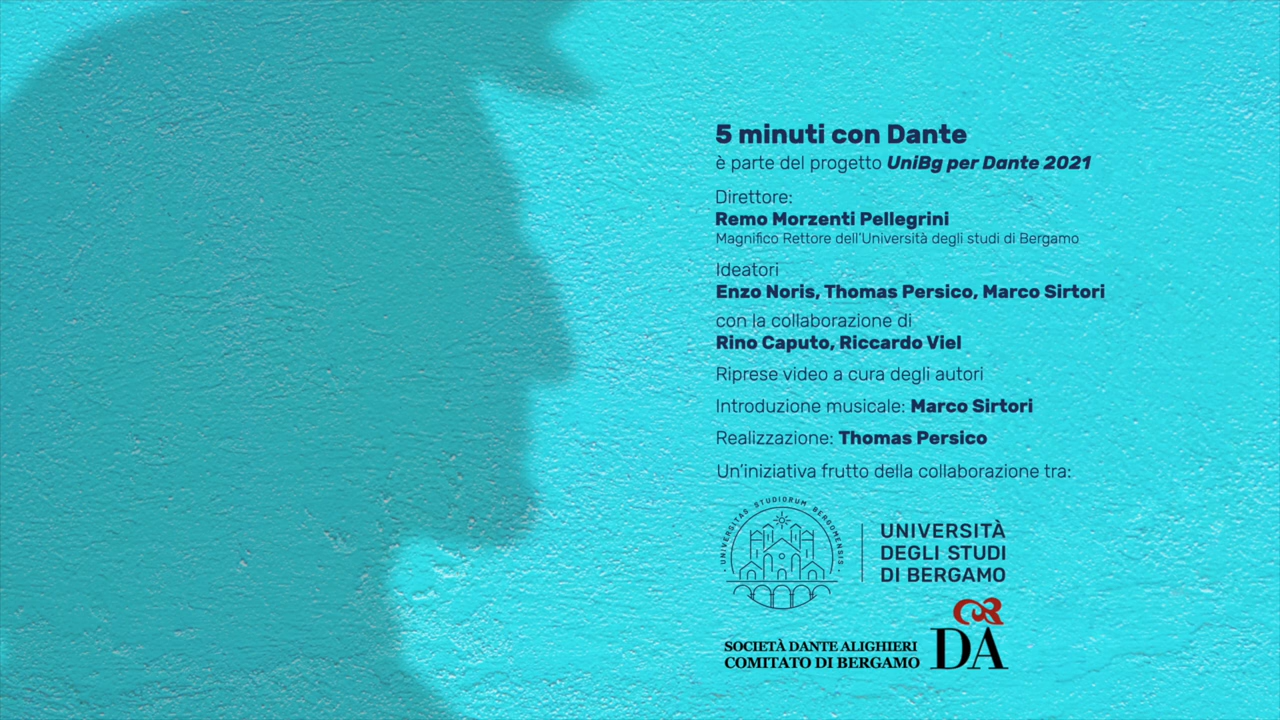 5 minuti con Dante
è parte del progetto UniBg per Dante 2021
Direttore:
Remo Morzenti Pellegrini
Magnifico Rettore dell'Università degli studi di Bergamo
Ideatori
Enzo Noris, Thomas Persico, Marco Sirtori
con la collaborazione di
Rino Caputo, Riccardo Viel
Riprese video a cura degli autori
Introduzione musicale: Marco Sirtori
Realizzazione: Thomas Persico
Un'iniziativa frutto della collaborazione tra:
UNIVERSITAS STUDIORUM BERGOMENSIS
UNIVERSITÀ
DEGLI STUDI
DI BERGAMO
SOCIETÀ DANTE ALIGHIERI
COMITATO DI BERGAMO
DA